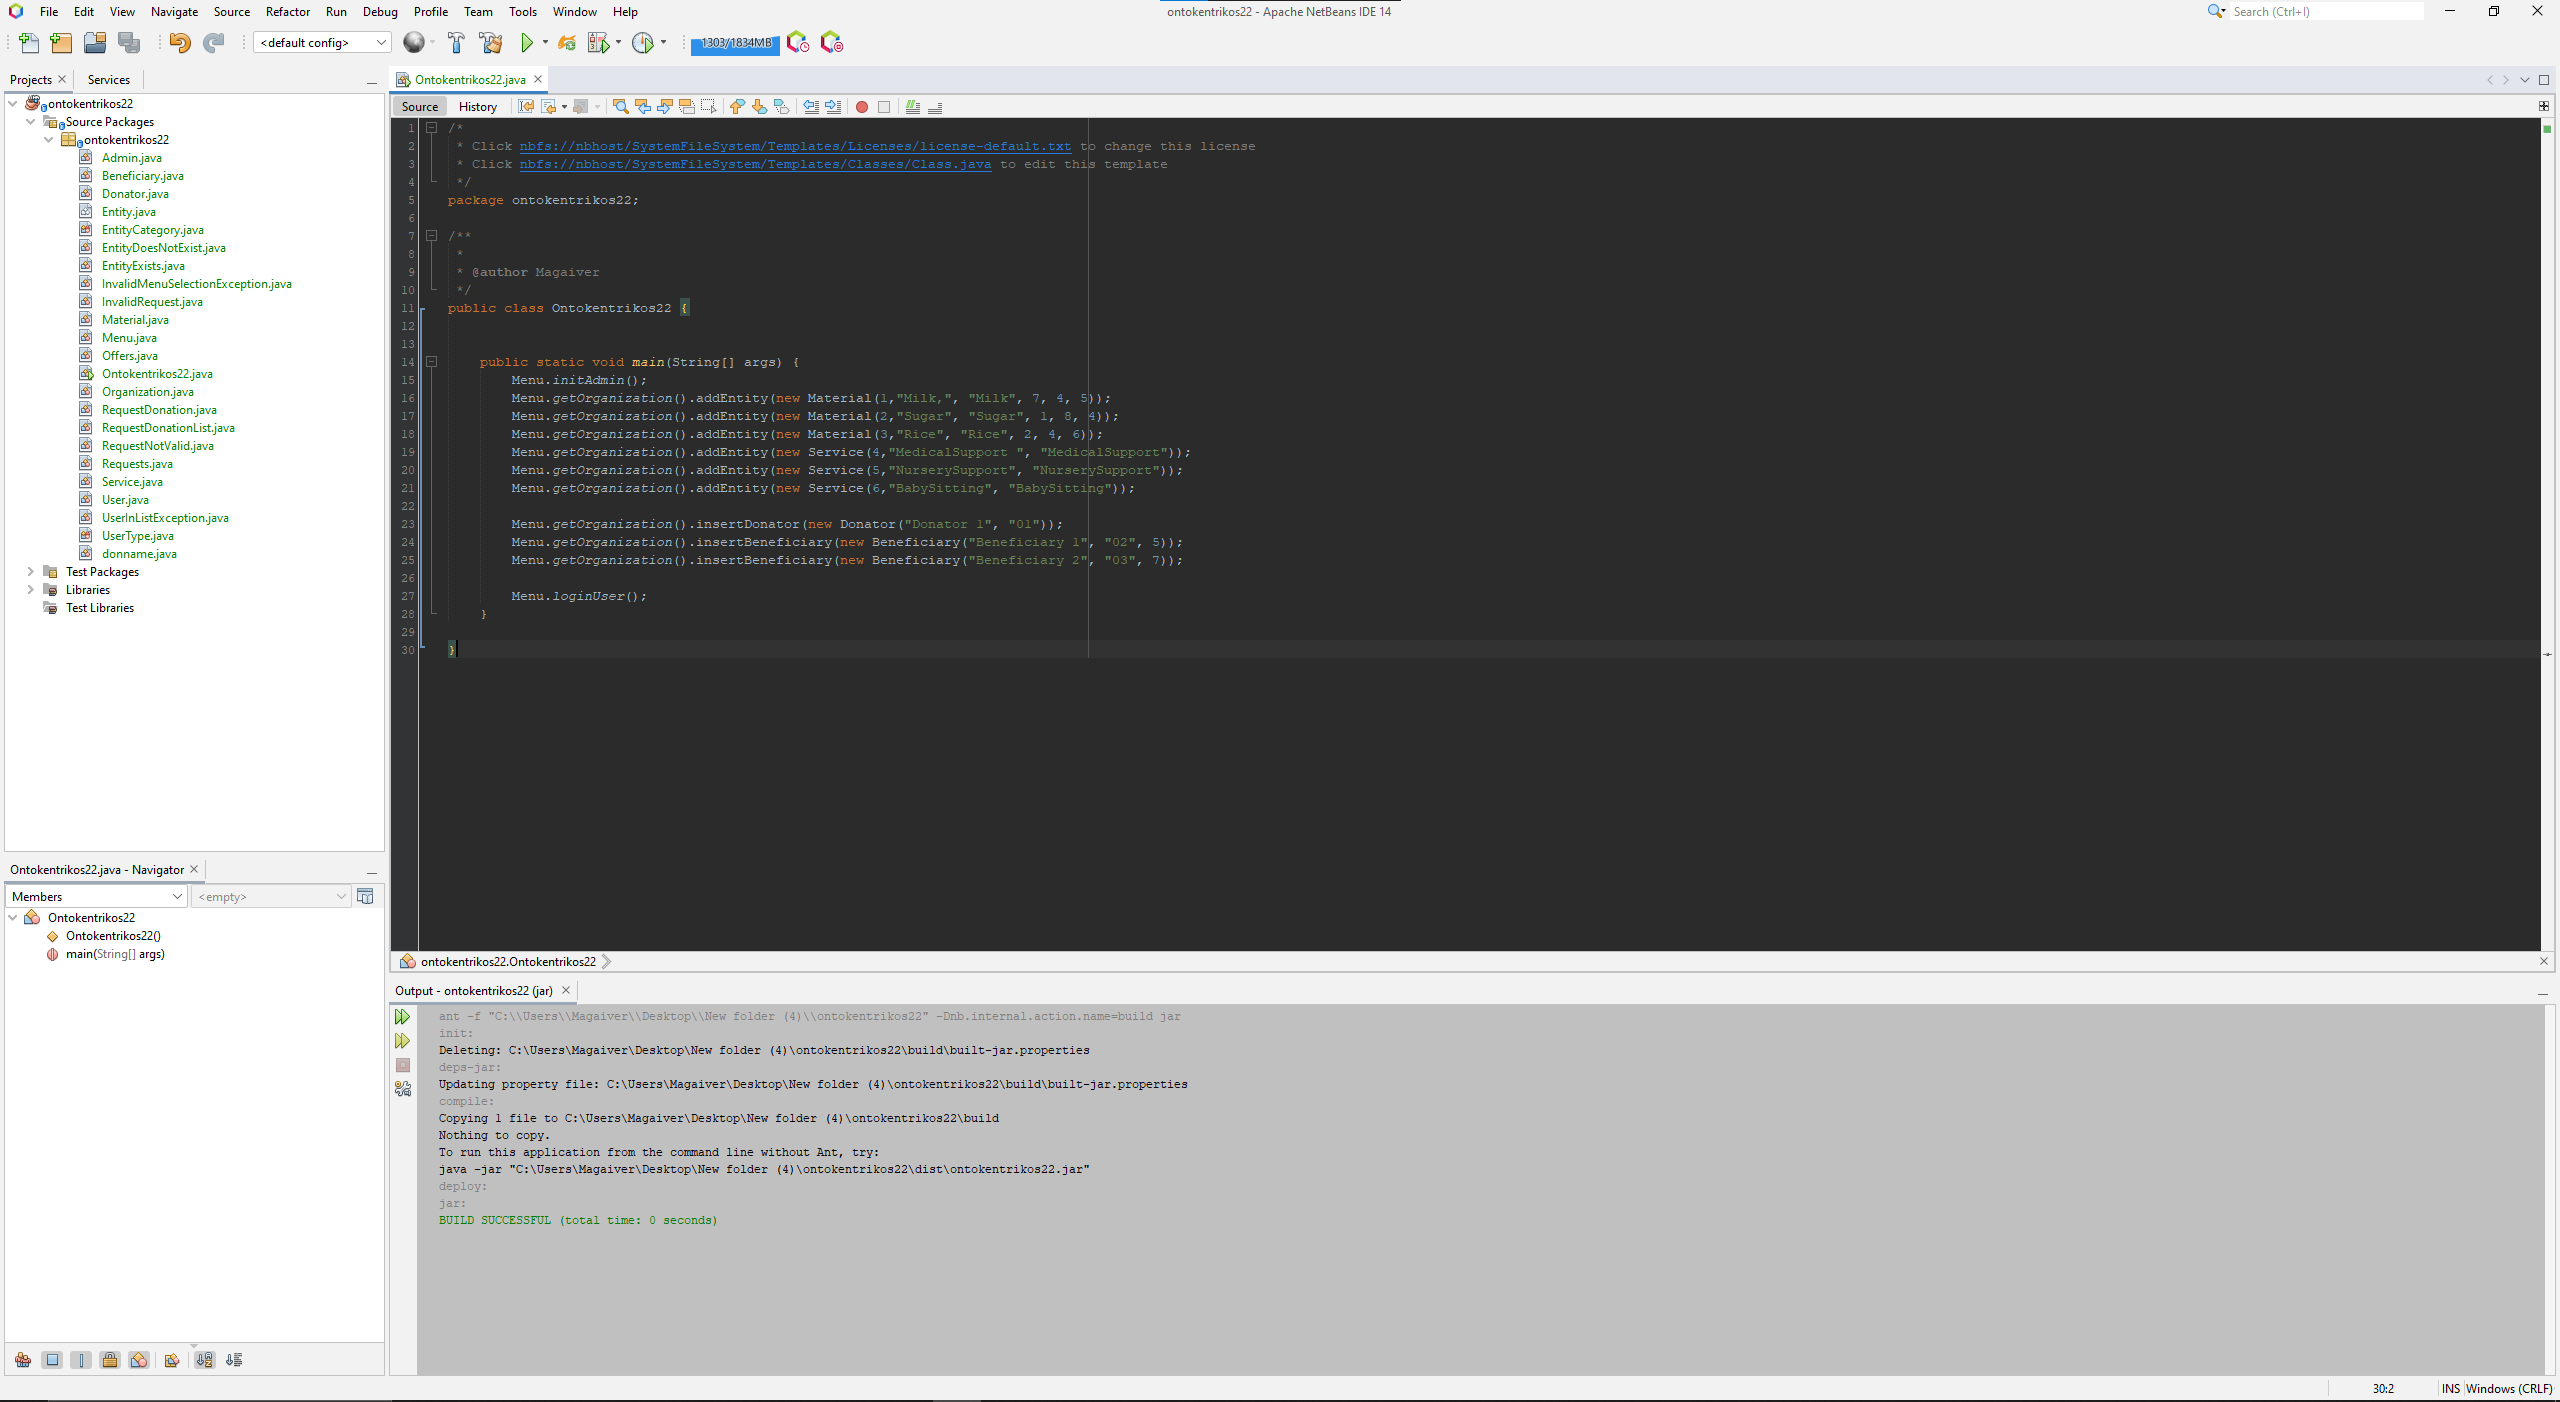 File Edit View Navigate Source Refactor Run Debug Profile Team Tools Window Help
ontokentrikos22 - Apache NetBeans IDE 14
Search (Ctrl+I)
<default config>
1303/1834MB
Projects
Services
ontokentrikos22
Source Packages
ontokentrikos22
Admin.java
Beneficiary.java
Donator.java
Entity.java
EntityCategory.java
EntityDoesNotExist.java
EntityExists.java
InvalidMenuSelectionException.java
InvalidRequest.java
Material.java
Menu.java
Offers.java
Ontokentrikos22.java
Organization.java
RequestDonation.java
RequestDonationList.java
RequestNotValid.java
Requests.java
Service.java
User.java
UserInListException.java
UserType.java
donname.java
Test Packages
Libraries
Test Libraries
Ontokentrikos22.java - Navigator
Members
<empty>
Ontokentrikos22
Ontokentrikos22()
main(String[] args)
Ontokentrikos22.java
Source
History
1 /*
2 * Click nbfs://nbhost/SystemFileSystem/Templates/Licenses/license-default.txt to change this license
3 * Click nbfs://nbhost/SystemFileSystem/Templates/Classes/Class.java to edit this template
4 */
5 package ontokentrikos22;
6
7 /**
8 *
9 * @author Magaiver
10 */
11 public class Ontokentrikos22 {
12
13
14 public static void main(String[] args) {
15 Menu.initAdmin();
16 Menu.getOrganization().addEntity(new Material(1,"Milk,", "Milk", 7, 4, 5));
17 Menu.getOrganization().addEntity(new Material(2,"Sugar", "Sugar", 1, 8, 4));
18 Menu.getOrganization().addEntity(new Material(3,"Rice", "Rice", 2, 4, 6));
19 Menu.getOrganization().addEntity(new Service(4,"MedicalSupport ", "MedicalSupport"));
20 Menu.getOrganization().addEntity(new Service(5,"NurserySupport", "NurserySupport"));
21 Menu.getOrganization().addEntity(new Service(6,"BabySitting", "BabySitting"));
22
23 Menu.getOrganization().insertDonator(new Donator("Donator 1", "01"));
24 Menu.getOrganization().insertBeneficiary(new Beneficiary("Beneficiary 1", "02", 5));
25 Menu.getOrganization().insertBeneficiary(new Beneficiary("Beneficiary 2", "03", 7));
26
27 Menu.loginUser();
28 }
29
30 }
ontokentrikos22.Ontokentrikos22
Output - ontokentrikos22 (jar)
ant -f "C:\\Users\\Magaiver\\Desktop\\New folder (4)\\ontokentrikos22" -Dnb.internal.action.name=build jar
init:
Deleting: C:\Users\Magaiver\Desktop\New folder (4)\ontokentrikos22\build\built-jar.properties
deps-jar:
Updating property file: C:\Users\Magaiver\Desktop\New folder (4)\ontokentrikos22\build\built-jar.properties
compile:
Copying 1 file to C:\Users\Magaiver\Desktop\New folder (4)\ontokentrikos22\build
Nothing to copy.
To run this application from the command line without Ant, try:
java -jar "C:\Users\Magaiver\Desktop\New folder (4)\ontokentrikos22\dist\ontokentrikos22.jar"
deploy:
jar:
BUILD SUCCESSFUL (total time: 0 seconds)
30:2
INS
Windows (CRLF)